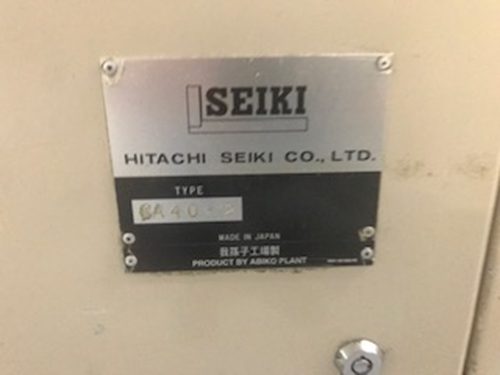 SEIKI
HITACHI SEIKI CO., LTD.
TYPE
MADE IN JAPAN
我孫子工場製
PRODUCT BY ABIKO PLANT